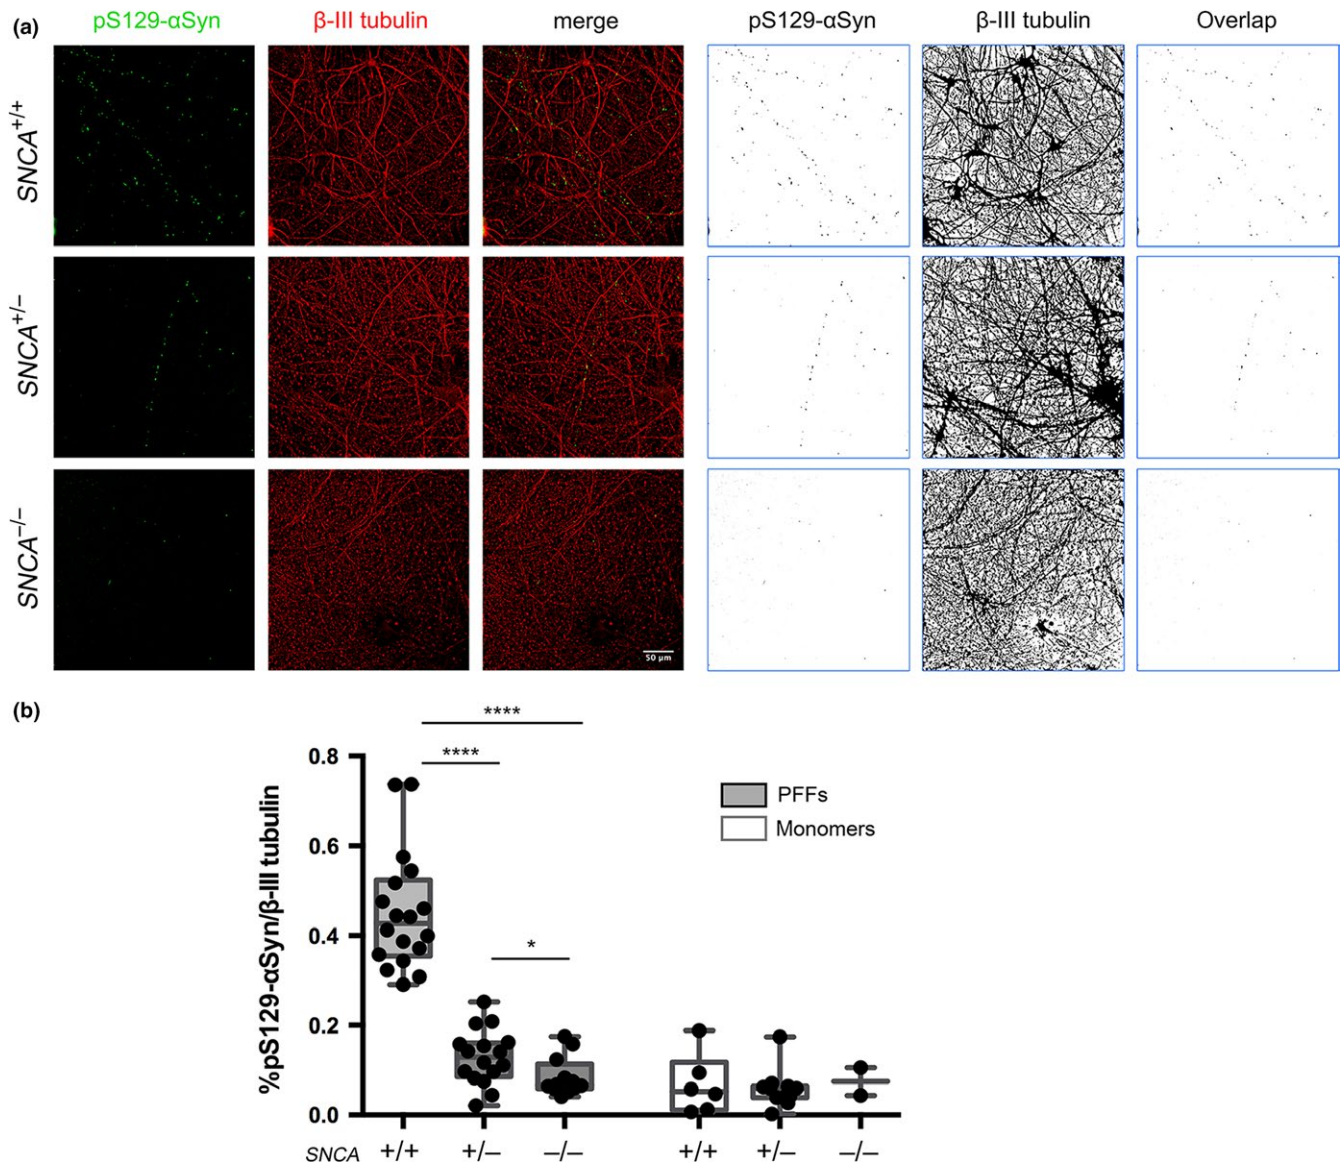 (a)
pS129-αSyn β-III tubulin merge pS129-αSyn β-III tubulin Overlap
SNCA+/+
SNCA+/–
SNCA–/–
50 µm
(b)
****
****
*
PFFs
Monomers
%pS129-αSyn/β-III tubulin
0.8
0.6
0.4
0.2
0.0
SNCA +/+ +/– –/– +/+ +/– –/–